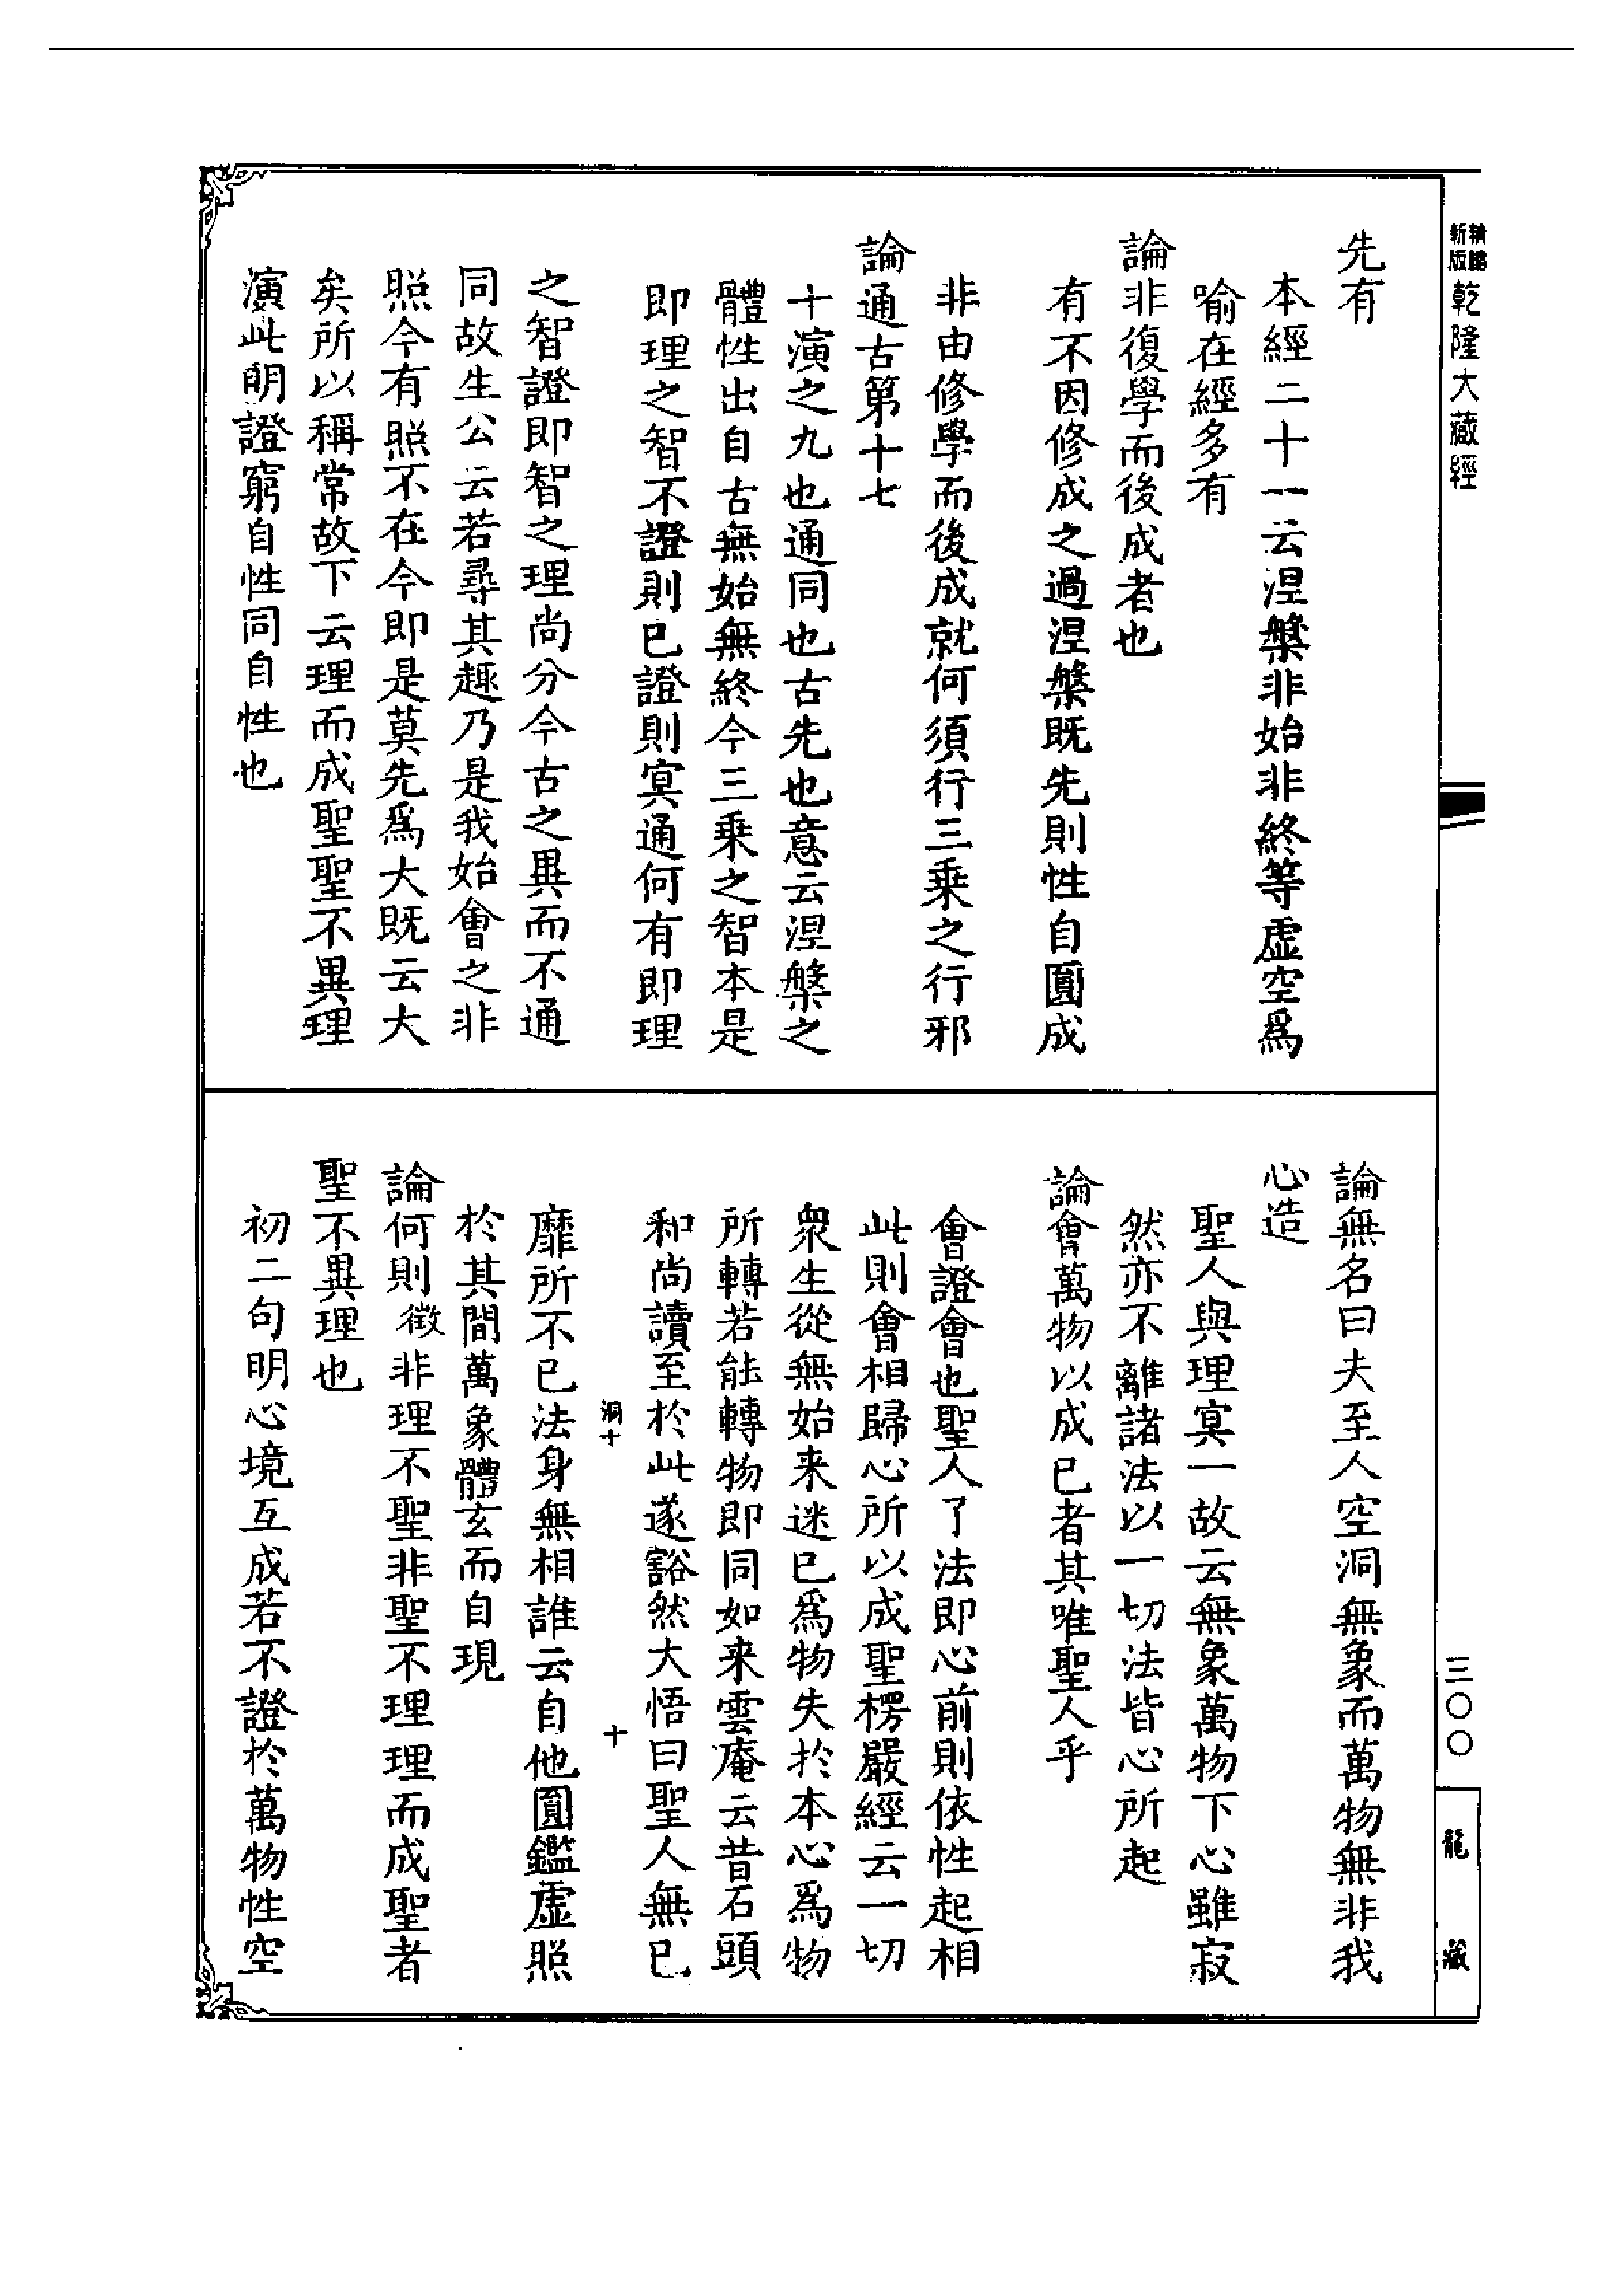 新版
乾隆大藏經
先有
本經二十一云涅槃非始非終等虛空爲
喻在經多有
論非復學而後成者也
有不因修成之過涅槃既先則性自圓成
非由修學而後成就何須行三乘之行邪
論通古第十七
十演之九也通同也古先也意云涅槃之
體性出自古無始無終今三乘之智本是
即理之智不證則已證則冥通何有即理
之智證即智之理尚分今古之異而不通
同故生公云若尋其趣乃是我始會之非
照今有照不在今即是莫先爲大既云大
矣所以稱常故下云理而成聖聖不異理
演此明證窮自性同自性也
三〇〇
龍藏
論無名曰夫至人空洞無象而萬物無非我
心造
聖人與理冥一故云無象萬物下心雖寂
然亦不離諸法以一切法皆心所起
論會萬物以成已者其唯聖人乎
會證會也聖人了法即心前則依性起相
此則會相歸心所以成聖楞嚴經云一切
衆生從無始来迷已爲物失於本心爲物
所轉若能轉物即同如来雲庵云昔石頭
和尚讀至於此遂豁然大悟曰聖人無已
洞十
十
靡所不已法身無相誰云自他圓鑑虛照
於其間萬象體玄而自現
論何則徵非理不聖非聖不理理而成聖者
聖不異理也
初二句明心境互成若不證於萬物性空